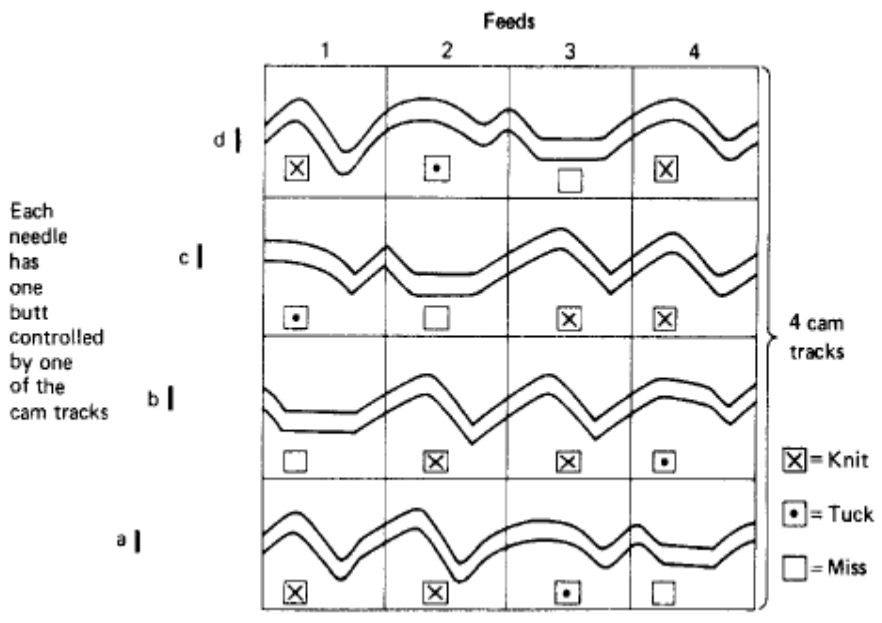 Feeds
1 2 3 4
d
Each
needle
has
one
butt
controlled
by one
of the
cam tracks
c
b
a
4 cam
tracks
= Knit
= Tuck
= Miss